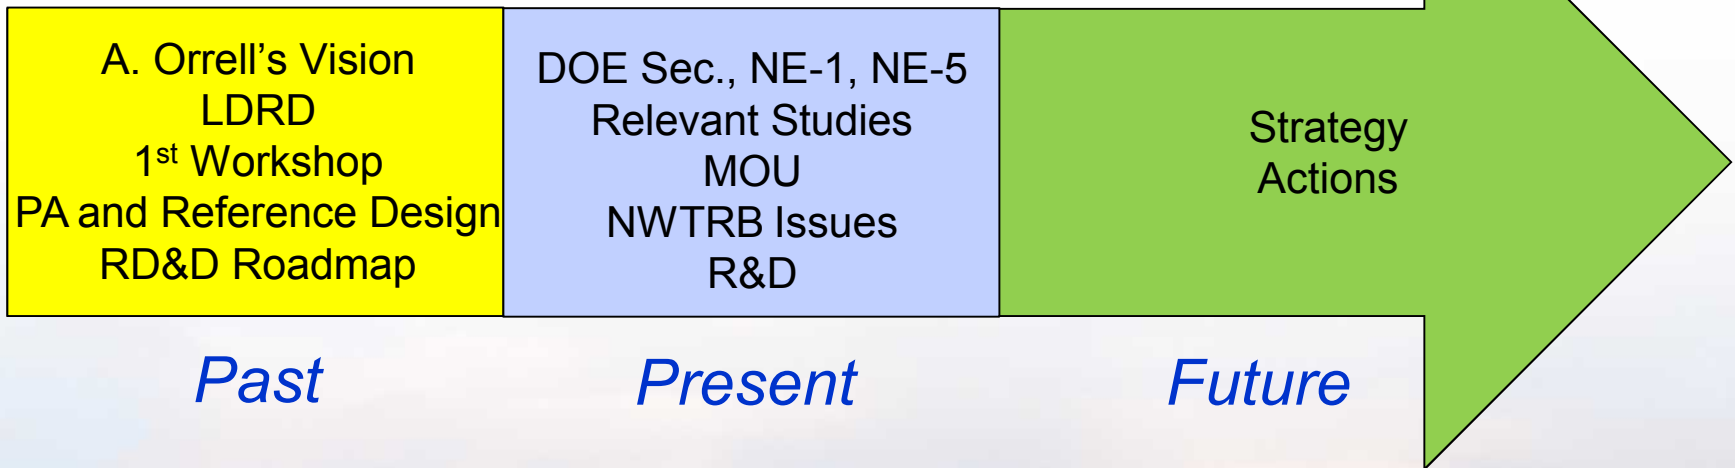 A. Orrell’s Vision
LDRD
1st Workshop
PA and Reference Design
RD&D Roadmap
DOE Sec., NE-1, NE-5
Relevant Studies
MOU
NWTRB Issues
R&D
Strategy
Actions
Past
Present
Future